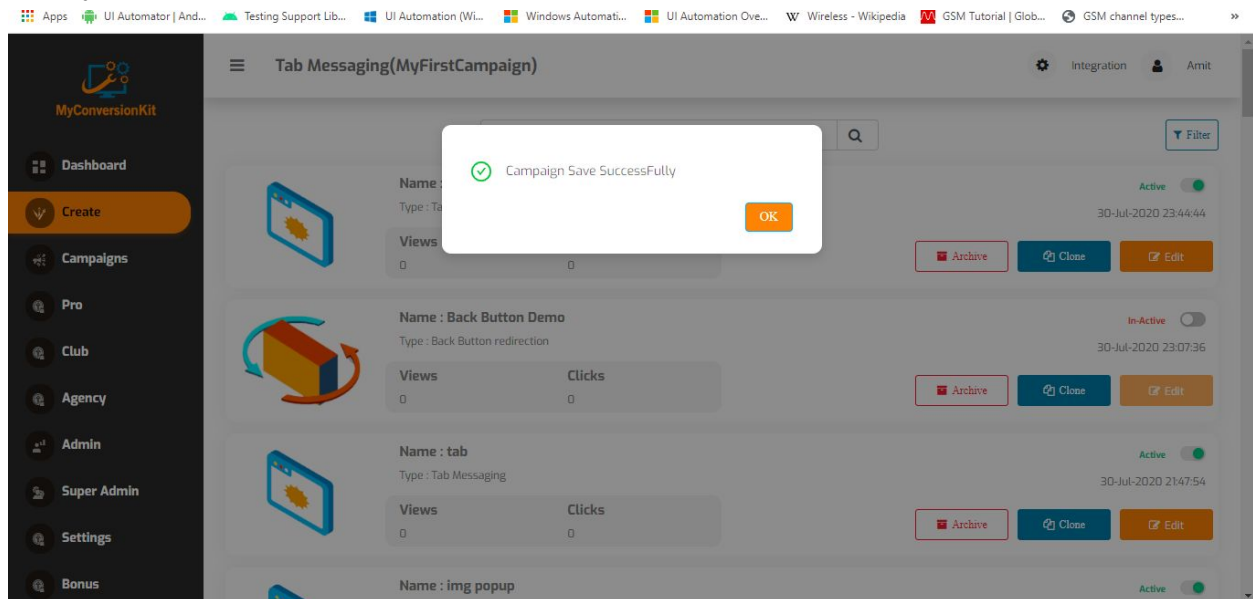 Apps UI Automator | And... Testing Support Lib... UI Automation (Wi... Windows Automati... UI Automation Ove... Wireless - Wikipedia GSM Tutorial | Glob... GSM channel types... »
MyConversionKit
Dashboard
Create
Campaigns
Pro
Club
Agency
Admin
Super Admin
Settings
Bonus
Tab Messaging(MyFirstCampaign)
Integration
Amit
Filter
Campaign Save SuccessFully
OK
Name :
Type : Ta
Active
30-Jul-2020 23:44:44
Views
0 0
Archive Clone Edit
Name : Back Button Demo
Type : Back Button redirection
In-Active
30-Jul-2020 23:07:36
Views Clicks
0 0
Archive Clone Edit
Name : tab
Type : Tab Messaging
Active
30-Jul-2020 21:47:54
Views Clicks
0 0
Archive Clone Edit
Name : img popup
Active